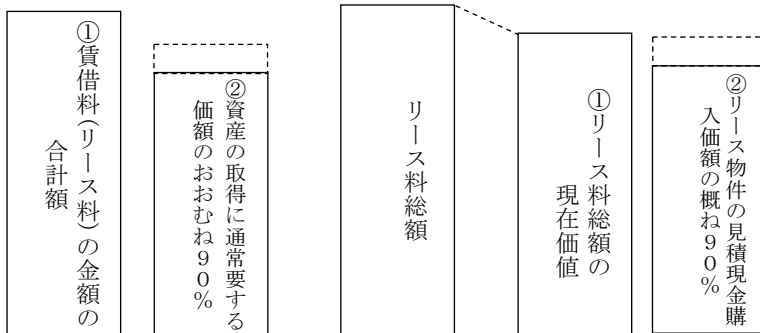 ①賃借料(リース料)の金額の
合計額
②資産の取得に通常要する
価額のおおむね90%
リース料総額
①リース料総額の
現在価値
②リース物件の見積現金購
入価額の概ね90%